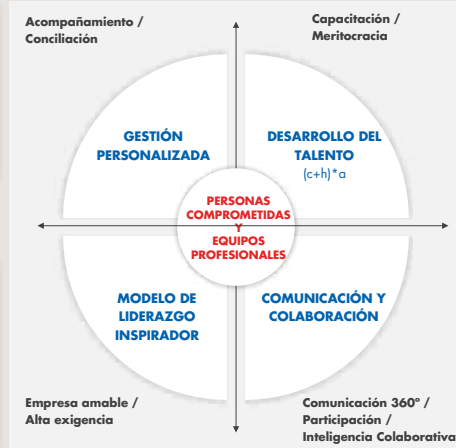 Acompañamiento /
Conciliación
Capacitación /
Meritocracia
GESTIÓN
PERSONALIZADA
DESARROLLO DEL
TALENTO
(c+h)*a
PERSONAS
COMPROMETIDAS
Y
EQUIPOS
PROFESIONALES
MODELO DE
LIDERAZGO
INSPIRADOR
COMUNICACIÓN Y
COLABORACIÓN
Empresa amable /
Alta exigencia
Comunicación 360º /
Participación /
Inteligencia Colaborativa